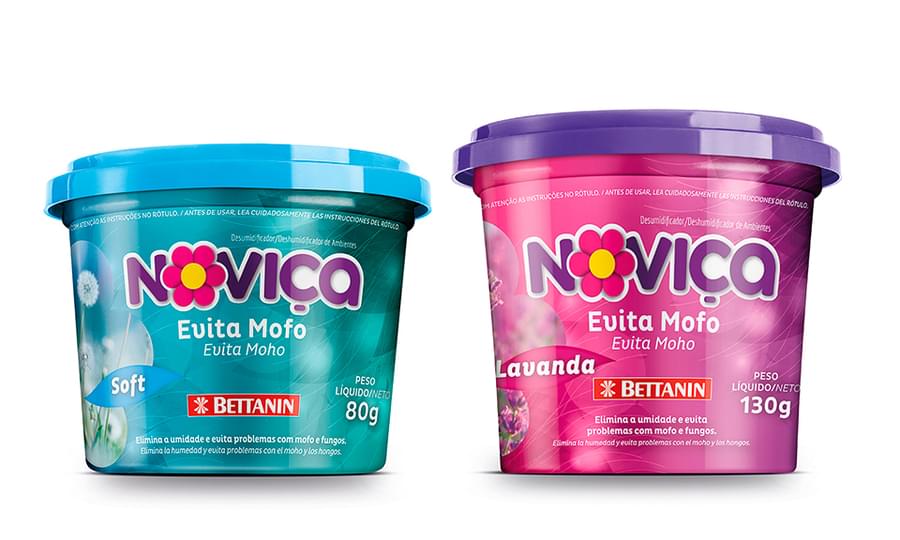 COM ATENÇÃO AS INSTRUÇÕES NO RÓTULO. / ANTES DE USAR, LEA CUIDADOSAMENTE LAS INSTRUCCIONES DEL RÓTULO.
Desumidificador/Deshumidificador de Ambientes
NOVIÇA
Evita Mofo
Evita Moho
Soft
BETTANIN
PESO
LÍQUIDO/NETO
80g
Elimina a umidade e evita problemas com mofo e fungos.
Elimina la humedad y evita problemas con el moho y los hongos.
COM ATENÇÃO AS INSTRUÇÕES NO RÓTULO. / ANTES DE USAR, LEA CUIDADOSAMENTE LAS INSTRUCCIONES DEL RÓTULO.
Desumidificador/Deshumidificador de Ambientes
NOVIÇA
Evita Mofo
Evita Moho
Lavanda
BETTANIN
PESO
LÍQUIDO/NETO
130g
Elimina a umidade e evita
problemas com mofo e fungos.
Elimina la humedad y evita problemas con el moho y los hongos.